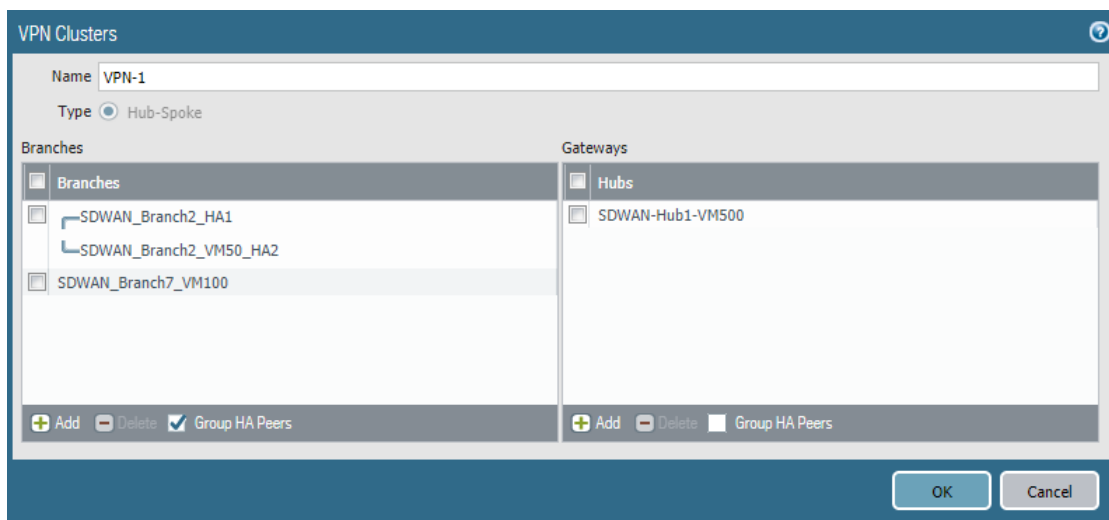 VPN Clusters
?
Name VPN-1
Type Hub-Spoke
Branches
Branches
SDWAN_Branch2_HA1
SDWAN_Branch2_VM50_HA2
SDWAN_Branch7_VM100
Add Delete Group HA Peers
Gateways
Hubs
SDWAN-Hub1-VM500
Add Delete Group HA Peers
OK Cancel